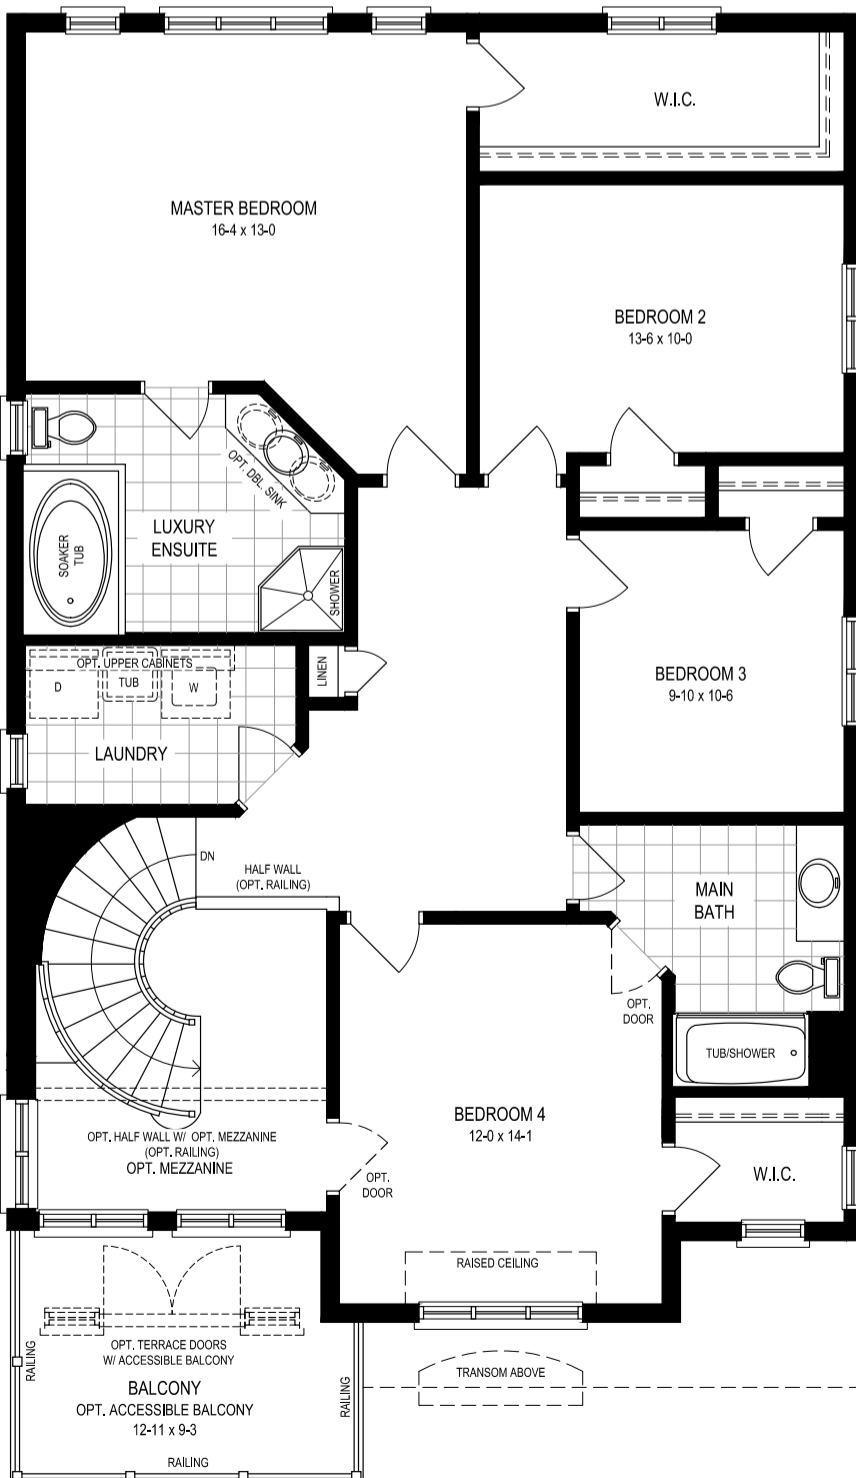 W.I.C.
MASTER BEDROOM
16-4 x 13-0
BEDROOM 2
13-6 x 10-0
OPT. DBL. SINK
LUXURY
ENSUITE
SOAKER
TUB
SHOWER
OPT. UPPER CABINETS
D
TUB
W
LINEN
LAUNDRY
BEDROOM 3
9-10 x 10-6
DN
HALF WALL
(OPT. RAILING)
MAIN
BATH
OPT.
DOOR
TUB/SHOWER
OPT. HALF WALL W/ OPT. MEZZANINE
(OPT. RAILING)
OPT. MEZZANINE
OPT.
DOOR
BEDROOM 4
12-0 x 14-1
W.I.C.
RAISED CEILING
OPT. TERRACE DOORS
W/ ACCESSIBLE BALCONY
RAILING
BALCONY
OPT. ACCESSIBLE BALCONY
12-11 x 9-3
RAILING
RAILING
TRANSOM ABOVE